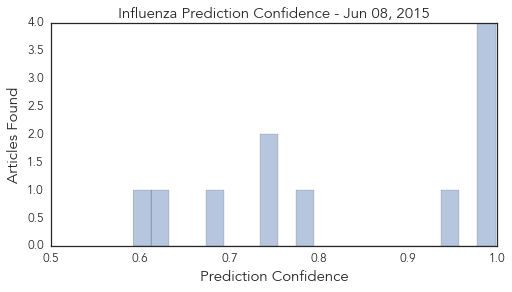 Influenza Prediction Confidence - Jun 08, 2015
4.0
3.5
3.0
2.5
2.0
1.5
1.0
0.5
0.0
Articles Found
0.5 0.6 0.7 0.8 0.9 1.0
Prediction Confidence